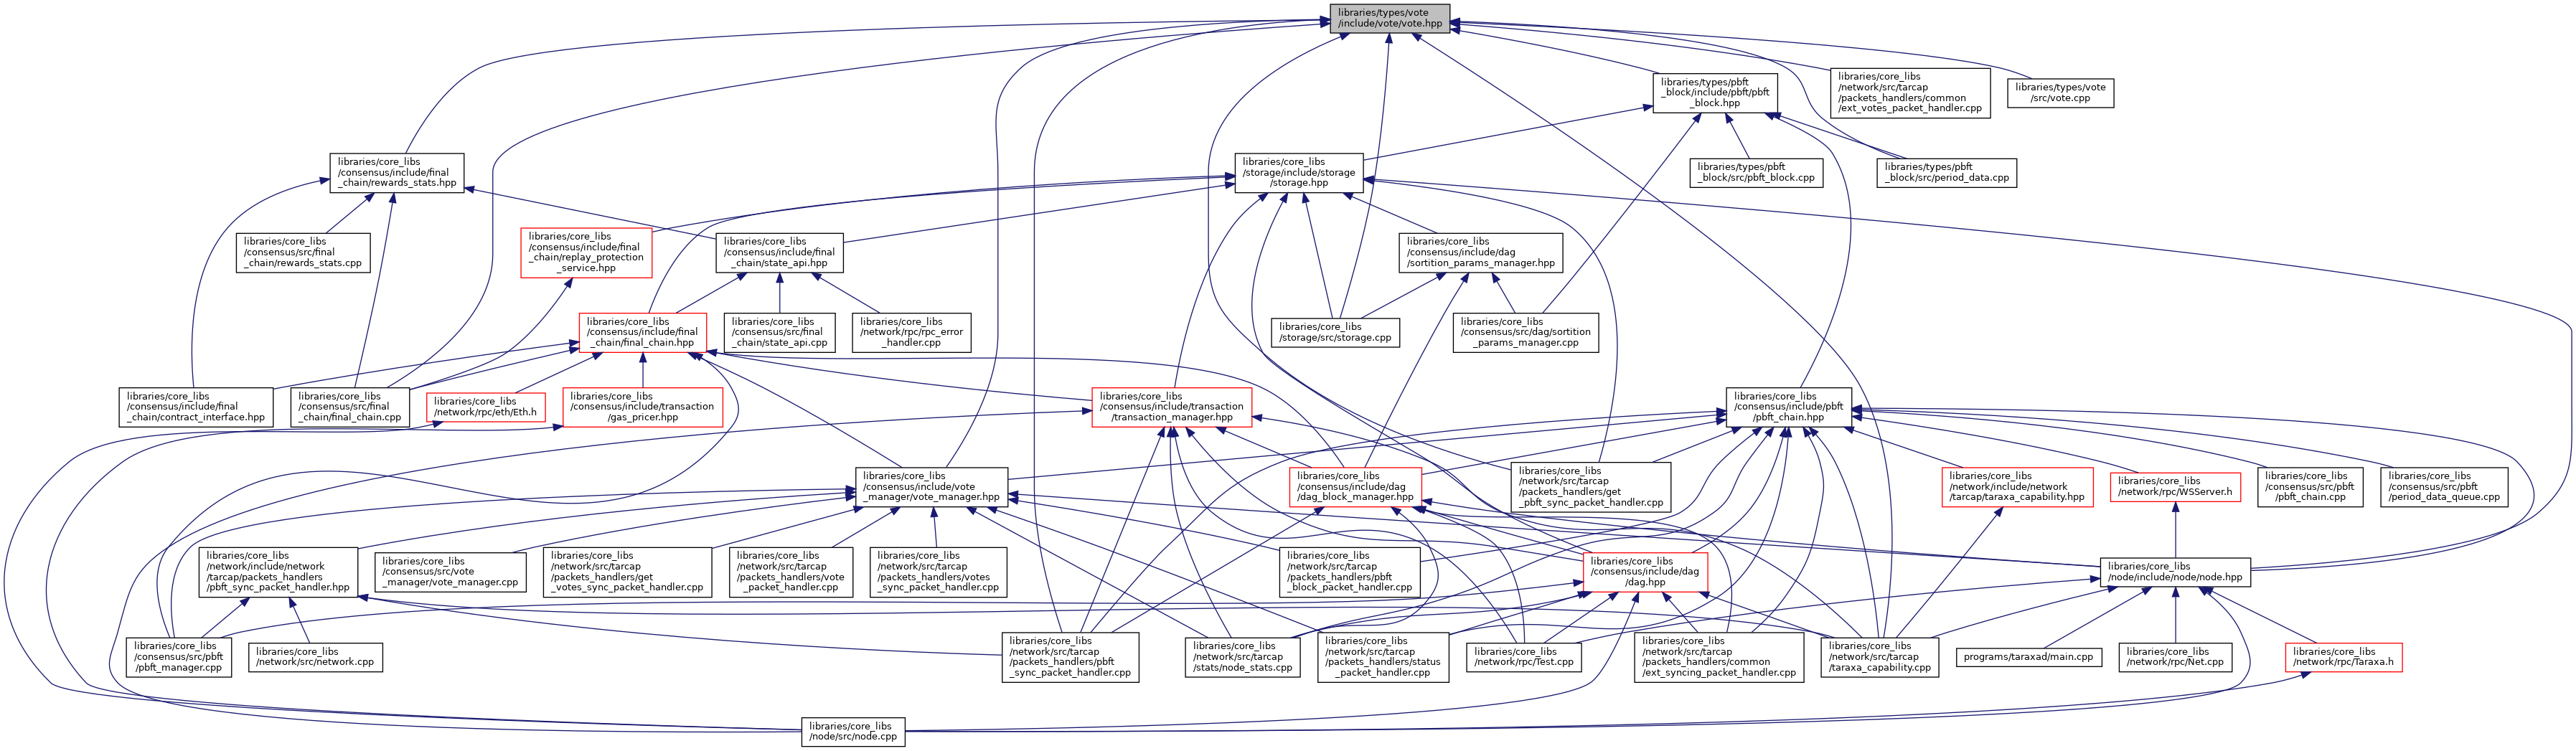 libraries/types/vote
/include/vote/vote.hpp
libraries/types/pbft
_block/include/pbft/pbft
_block.hpp
libraries/core_libs
/network/src/tarcap
/packets_handlers/common
/ext_votes_packet_handler.cpp
libraries/types/vote
/src/vote.cpp
libraries/core_libs
/consensus/include/final
_chain/rewards_stats.hpp
libraries/core_libs
/storage/include/storage
/storage.hpp
libraries/types/pbft
_block/src/pbft_block.cpp
libraries/types/pbft
_block/src/period_data.cpp
libraries/core_libs
/consensus/src/final
_chain/rewards_stats.cpp
libraries/core_libs
/consensus/include/final
_chain/replay_protection
_service.hpp
libraries/core_libs
/consensus/include/final
_chain/state_api.hpp
libraries/core_libs
/consensus/include/dag
/sortition_params_manager.hpp
libraries/core_libs
/consensus/include/final
_chain/final_chain.hpp
libraries/core_libs
/consensus/src/final
_chain/state_api.cpp
libraries/core_libs
/network/rpc/rpc_error
_handler.cpp
libraries/core_libs
/storage/src/storage.cpp
libraries/core_libs
/consensus/src/dag/sortition
_params_manager.cpp
libraries/core_libs
/consensus/include/final
_chain/contract_interface.hpp
libraries/core_libs
/consensus/src/final
_chain/final_chain.cpp
libraries/core_libs
/network/rpc/eth/Eth.h
libraries/core_libs
/consensus/include/transaction
/gas_pricer.hpp
libraries/core_libs
/consensus/include/transaction
/transaction_manager.hpp
libraries/core_libs
/consensus/include/pbft
/pbft_chain.hpp
libraries/core_libs
/consensus/include/vote
_manager/vote_manager.hpp
libraries/core_libs
/consensus/include/dag
/dag_block_manager.hpp
libraries/core_libs
/network/src/tarcap
/packets_handlers/get
_pbft_sync_packet_handler.cpp
libraries/core_libs
/network/include/network
/tarcap/taraxa_capability.hpp
libraries/core_libs
/network/rpc/WSServer.h
libraries/core_libs
/consensus/src/pbft
/pbft_chain.cpp
libraries/core_libs
/consensus/src/pbft
/period_data_queue.cpp
libraries/core_libs
/network/include/network
/tarcap/packets_handlers
/pbft_sync_packet_handler.hpp
libraries/core_libs
/consensus/src/vote
_manager/vote_manager.cpp
libraries/core_libs
/network/src/tarcap
/packets_handlers/get
_votes_sync_packet_handler.cpp
libraries/core_libs
/network/src/tarcap
/packets_handlers/vote
_packet_handler.cpp
libraries/core_libs
/network/src/tarcap
/packets_handlers/votes
_sync_packet_handler.cpp
libraries/core_libs
/network/src/tarcap
/packets_handlers/pbft
_block_packet_handler.cpp
libraries/core_libs
/consensus/include/dag
/dag.hpp
libraries/core_libs
/node/include/node/node.hpp
libraries/core_libs
/consensus/src/pbft
/pbft_manager.cpp
libraries/core_libs
/network/src/network.cpp
libraries/core_libs
/network/src/tarcap
/packets_handlers/pbft
_sync_packet_handler.cpp
libraries/core_libs
/network/src/tarcap
/stats/node_stats.cpp
libraries/core_libs
/network/src/tarcap
/packets_handlers/status
_packet_handler.cpp
libraries/core_libs
/network/rpc/Test.cpp
libraries/core_libs
/network/src/tarcap
/packets_handlers/common
/ext_syncing_packet_handler.cpp
libraries/core_libs
/network/src/tarcap
/taraxa_capability.cpp
programs/taraxad/main.cpp
libraries/core_libs
/network/rpc/Net.cpp
libraries/core_libs
/network/rpc/Taraxa.h
libraries/core_libs
/node/src/node.cpp